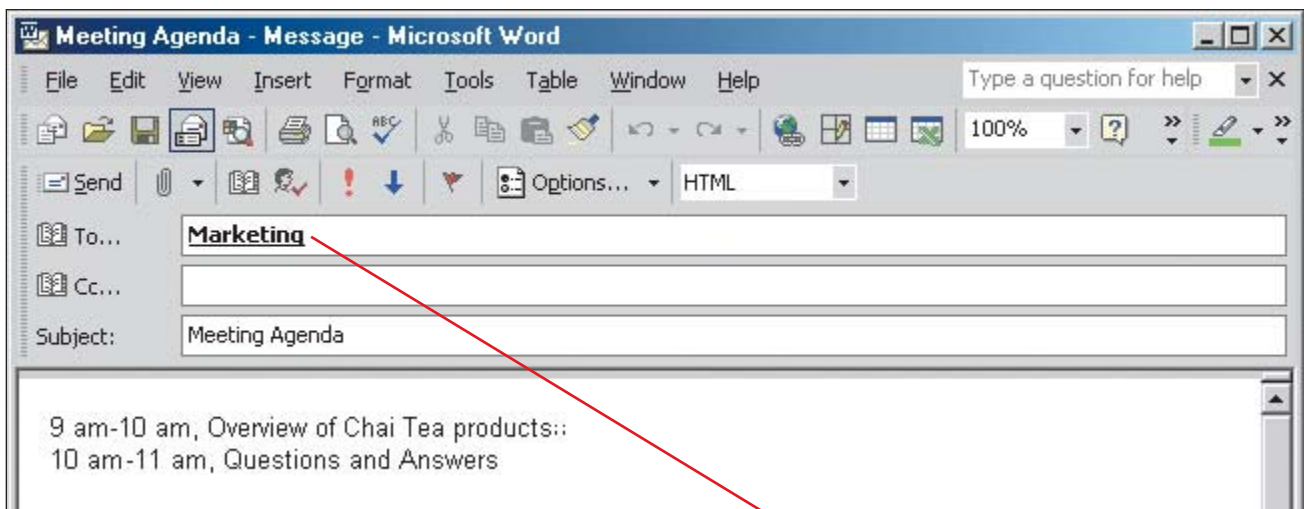 Meeting Agenda - Message - Microsoft Word
File Edit View Insert Format Tools Table Window Help Type a question for help
ABC 100%
Send Options... HTML
To... Marketing
Cc...
Subject: Meeting Agenda
9 am-10 am, Overview of Chai Tea products::
10 am-11 am, Questions and Answers